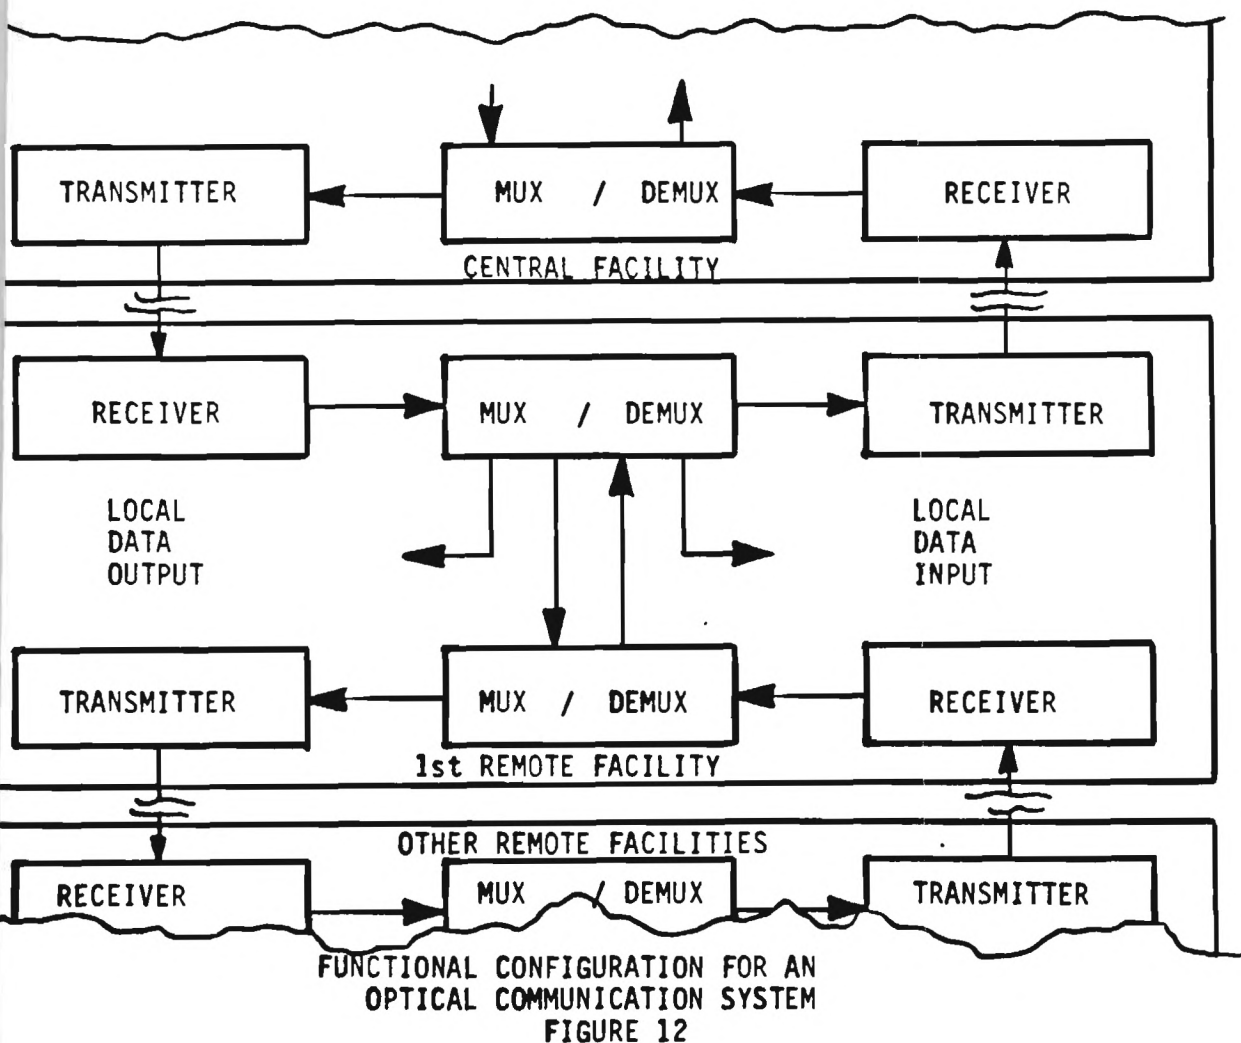 TRANSMITTER
MUX / DEMUX
RECEIVER
CENTRAL FACILITY
RECEIVER
MUX / DEMUX
TRANSMITTER
LOCAL
DATA
OUTPUT
LOCAL
DATA
INPUT
TRANSMITTER
MUX / DEMUX
RECEIVER
1st REMOTE FACILITY
OTHER REMOTE FACILITIES
RECEIVER
MUX / DEMUX
TRANSMITTER
FUNCTIONAL CONFIGURATION FOR AN
OPTICAL COMMUNICATION SYSTEM
FIGURE 12